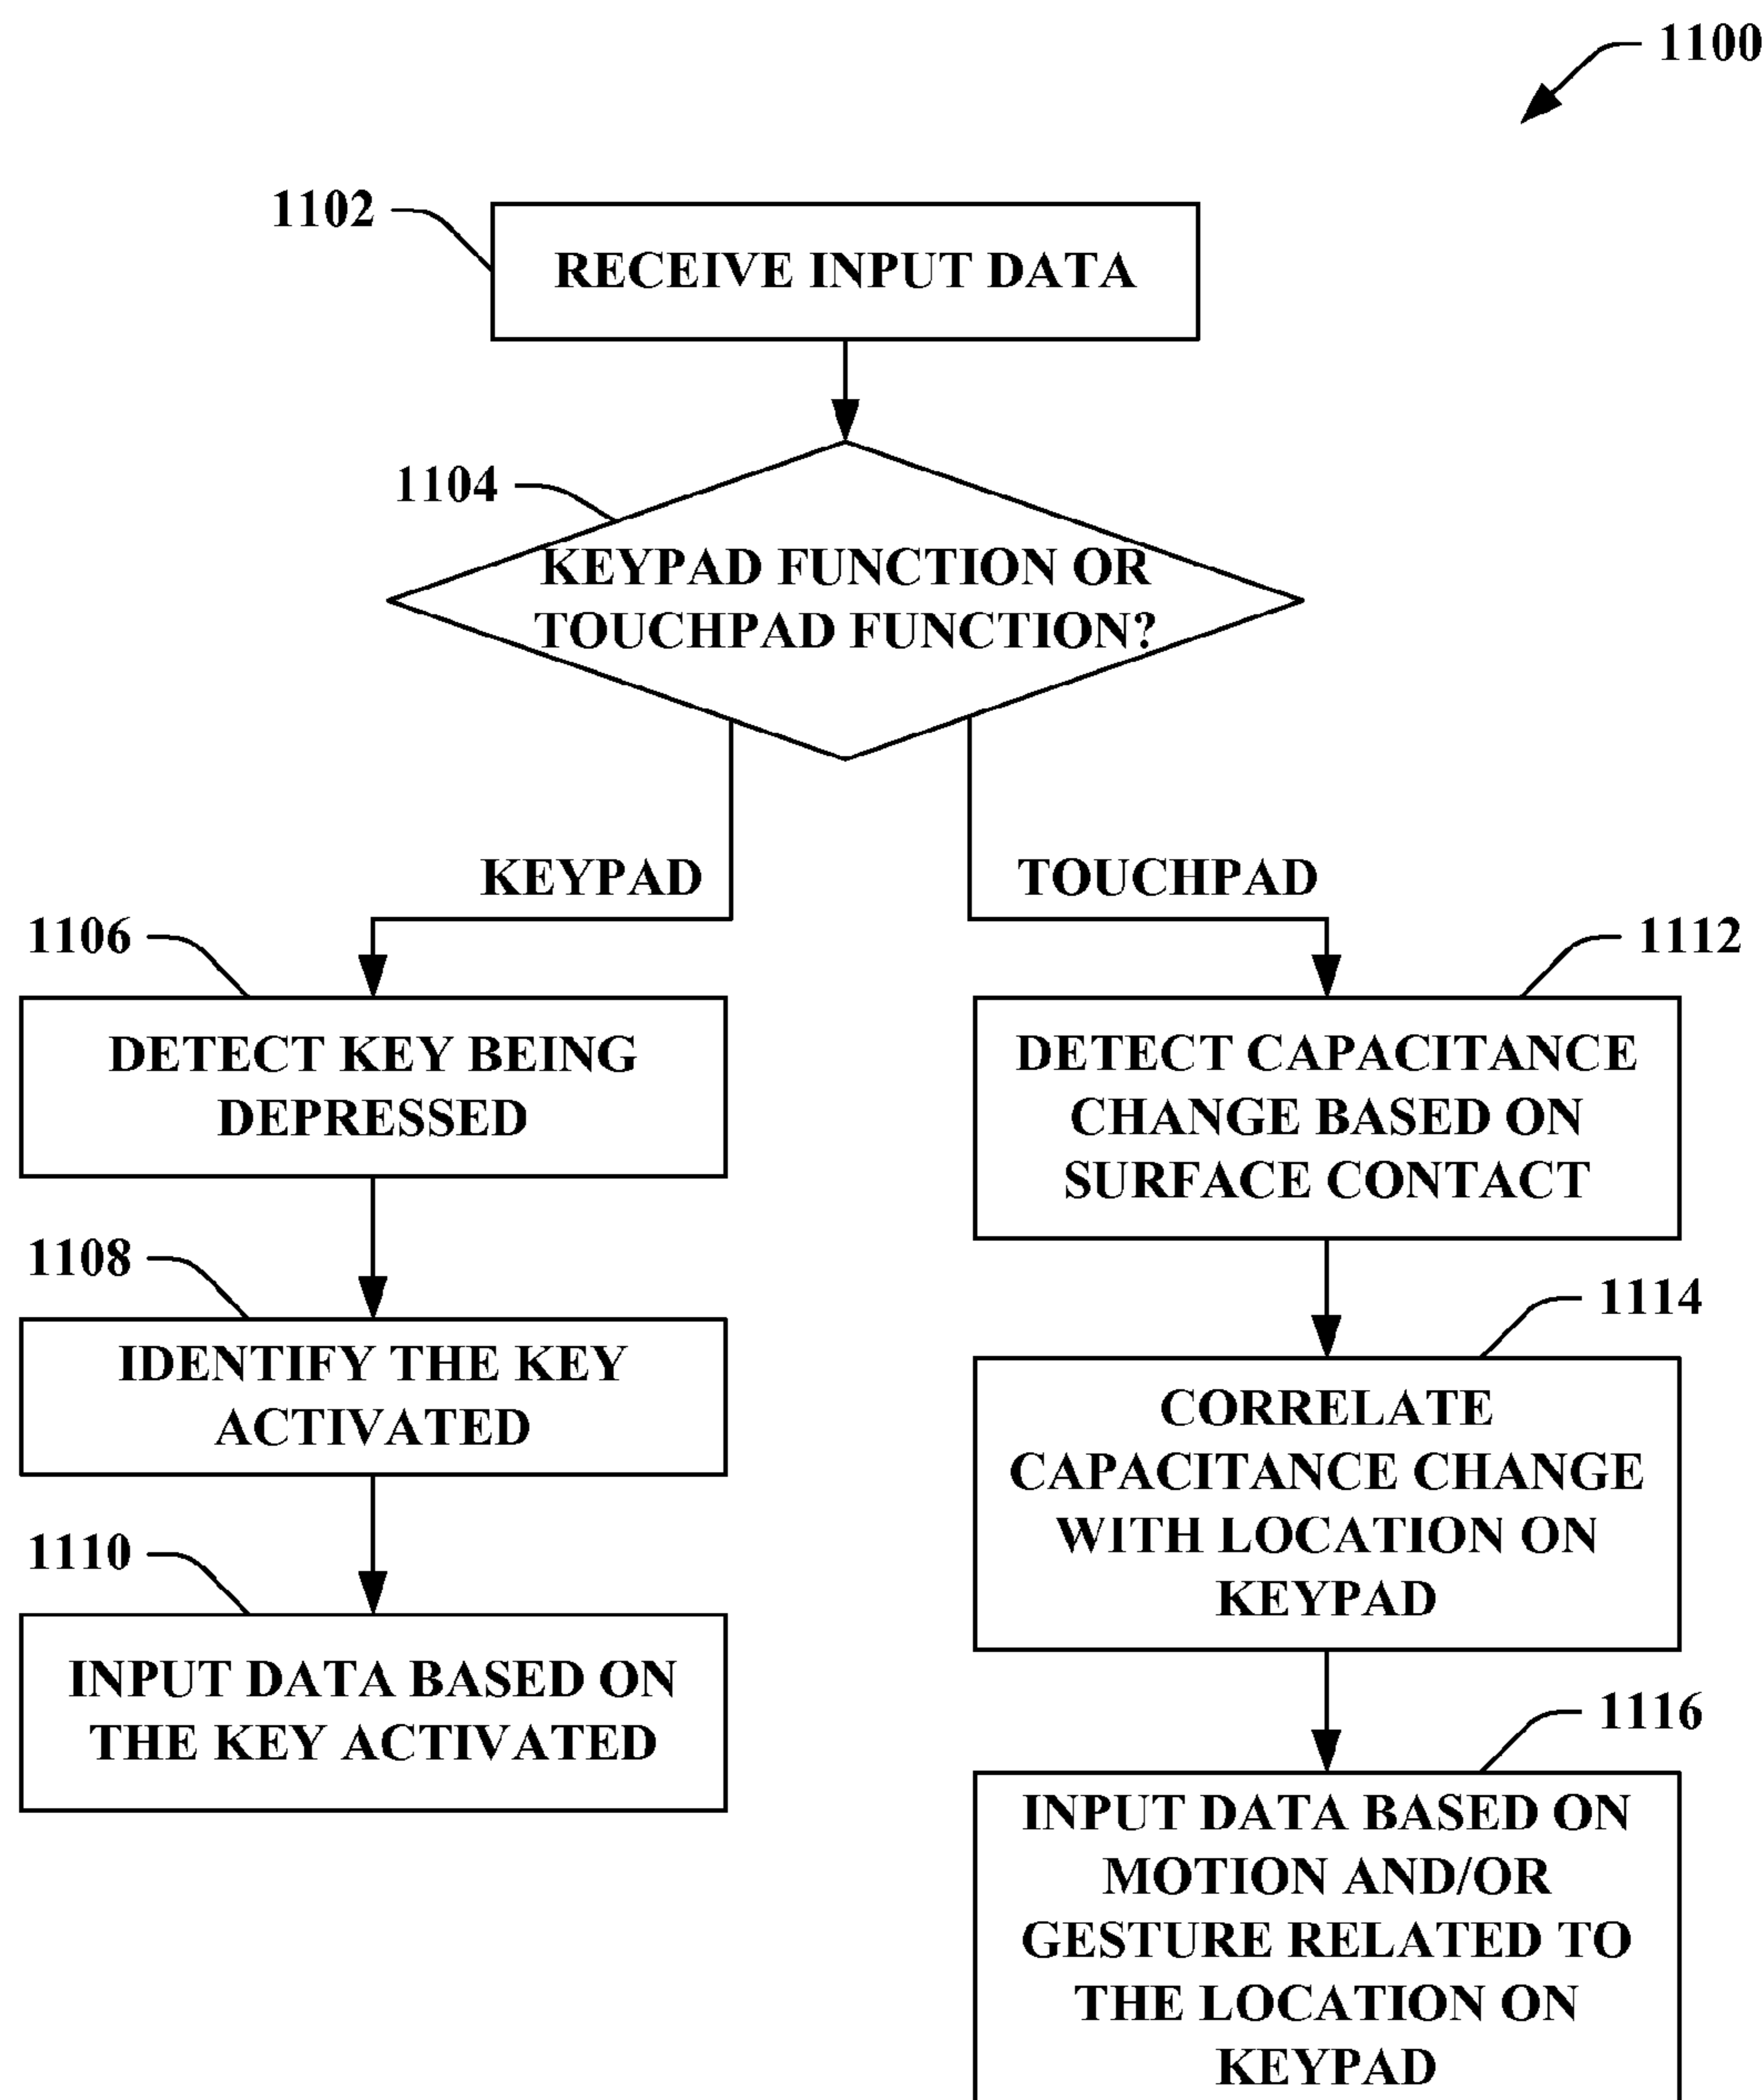 1100
1102
RECEIVE INPUT DATA
1104
KEYPAD FUNCTION OR
TOUCHPAD FUNCTION?
KEYPAD
TOUCHPAD
1106
DETECT KEY BEING
DEPRESSED
1108
IDENTIFY THE KEY
ACTIVATED
1110
INPUT DATA BASED ON
THE KEY ACTIVATED
1112
DETECT CAPACITANCE
CHANGE BASED ON
SURFACE CONTACT
1114
CORRELATE
CAPACITANCE CHANGE
WITH LOCATION ON
KEYPAD
1116
INPUT DATA BASED ON
MOTION AND/OR
GESTURE RELATED TO
THE LOCATION ON
KEYPAD